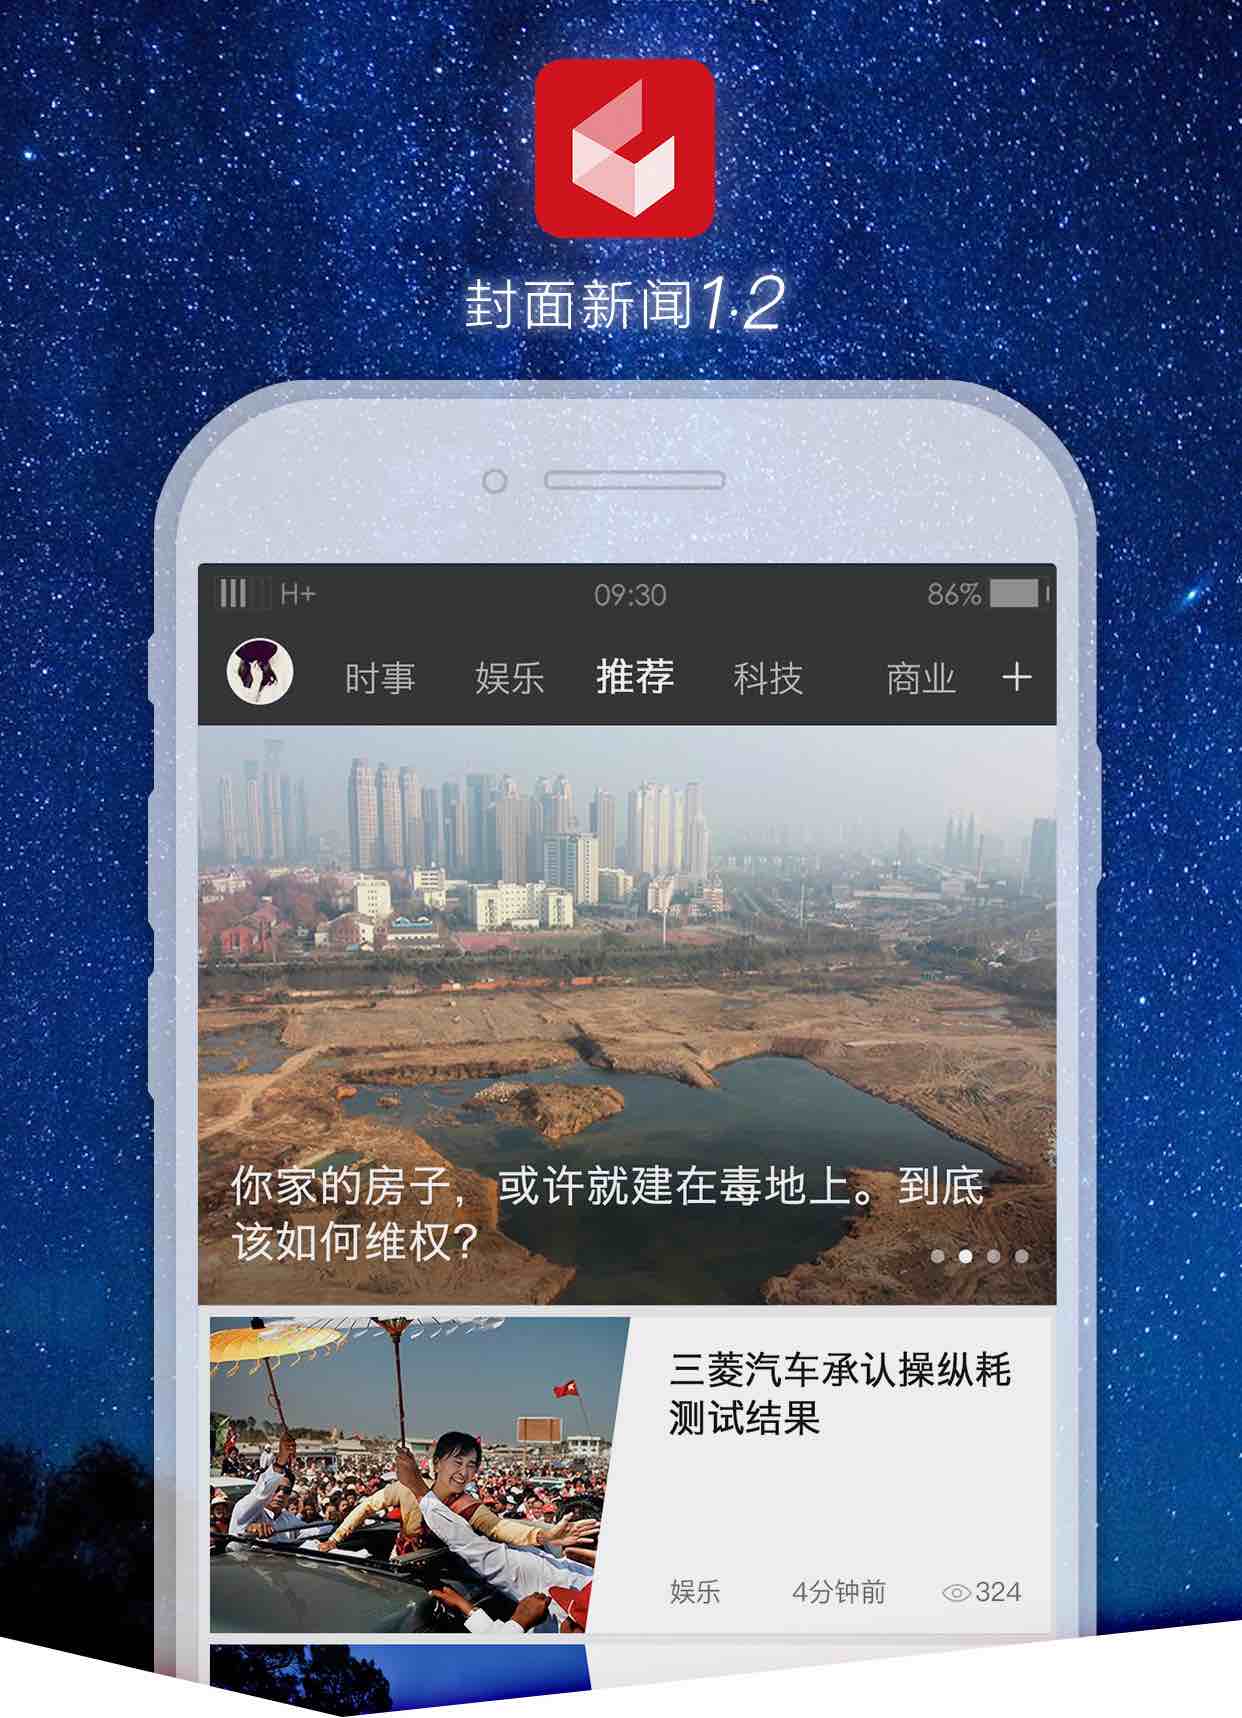 封面新闻1·2
H+ 09:30 86%
时事 娱乐 推荐 科技 商业 +
你家的房子，或许就建在毒地上。到底
该如何维权？
三菱汽车承认操纵耗
测试结果
娱乐 4分钟前 324